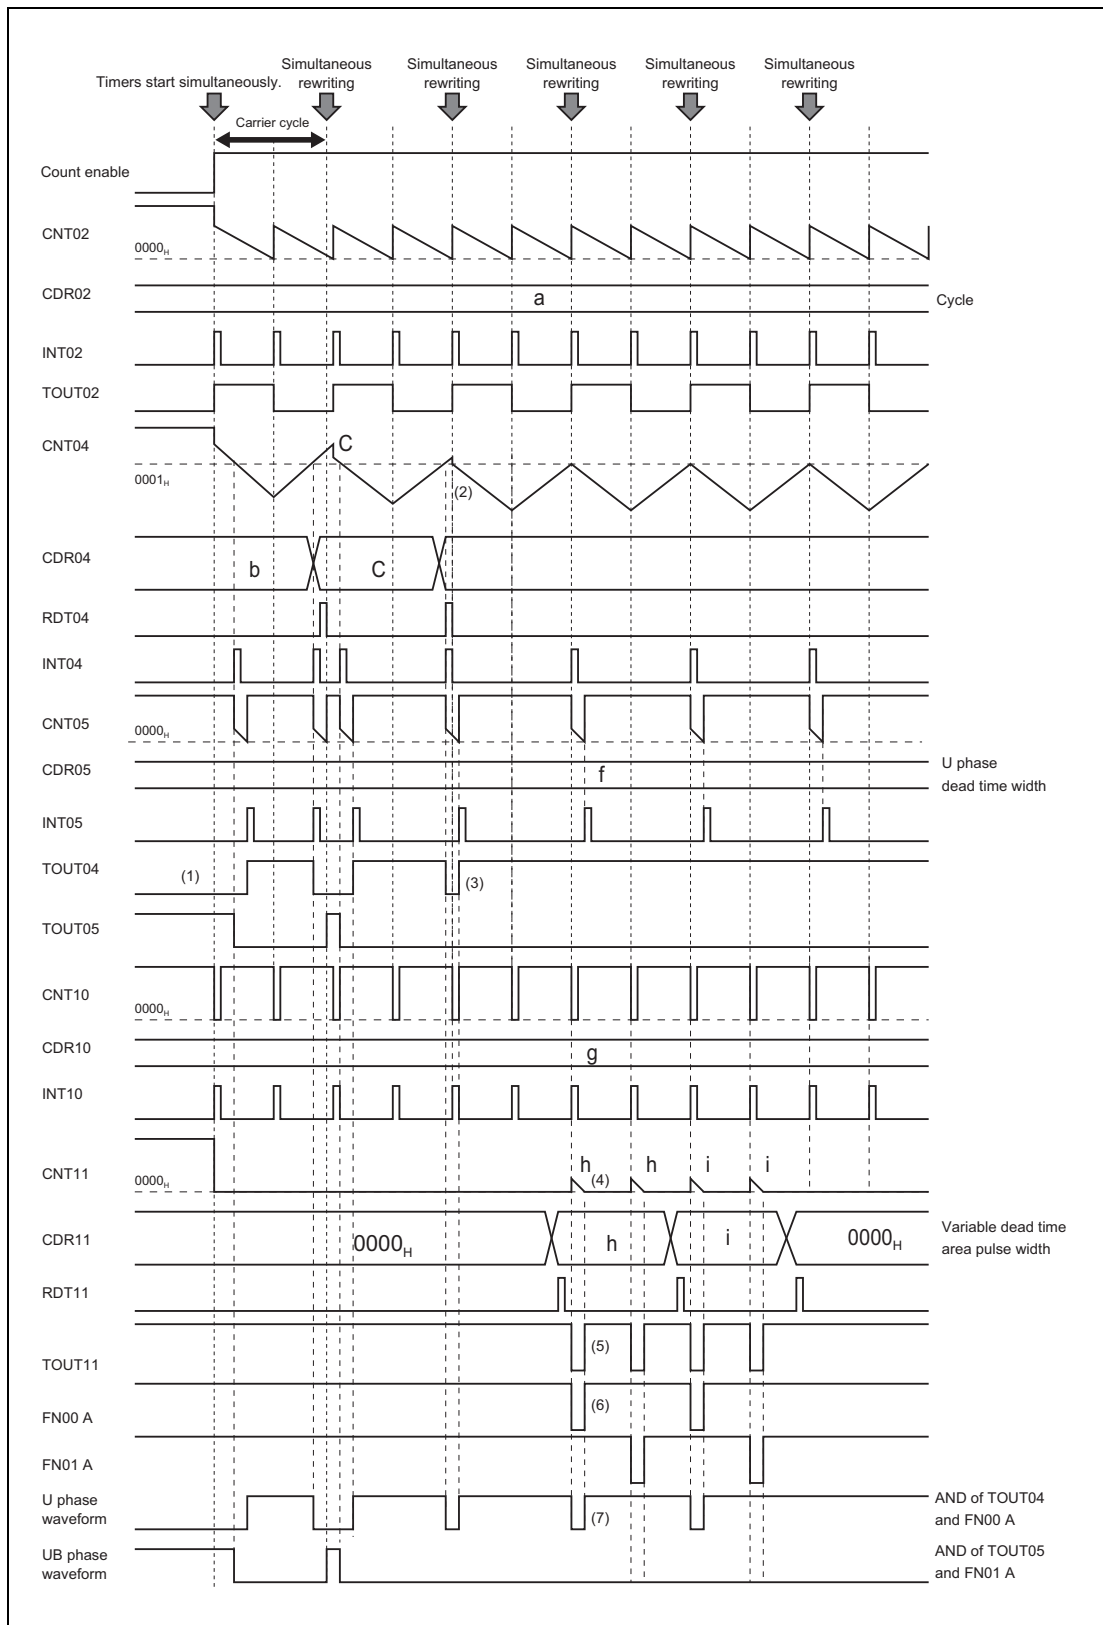 Timers start simultaneously.
Simultaneous
rewriting
Simultaneous
rewriting
Simultaneous
rewriting
Simultaneous
rewriting
Simultaneous
rewriting
Carrier cycle
Count enable
CNT02
0000H
CDR02
a
Cycle
INT02
TOUT02
CNT04
C
0001H
(2)
CDR04
b
C
RDT04
INT04
CNT05
0000H
CDR05
f
U phase
dead time width
INT05
TOUT04
(1)
(3)
TOUT05
CNT10
0000H
CDR10
g
INT10
CNT11
0000H
h
(4)
h
i
i
CDR11
0000H
h
i
0000H
Variable dead time
area pulse width
RDT11
TOUT11
(5)
FN00 A
(6)
FN01 A
U phase
waveform
(7)
AND of TOUT04
and FN00 A
UB phase
waveform
AND of TOUT05
and FN01 A